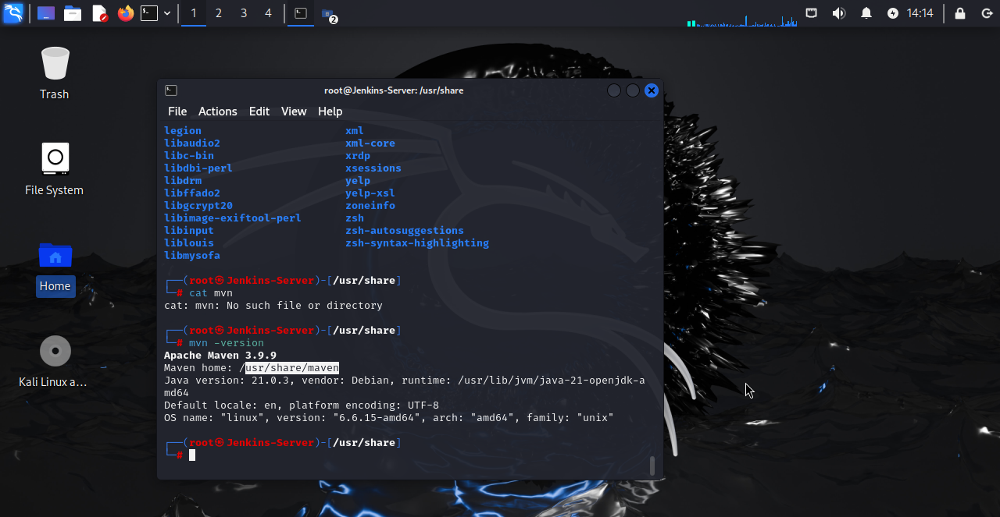 1 2 3 4 2 14:14
Trash
File System
Home
Kali Linux a...
root@Jenkins-Server: /usr/share
File Actions Edit View Help
legion xml
libaudio2 xml-core
libc-bin xrdp
libdbi-perl xsessions
libdrm yelp
libffado2 yelp-xsl
libgcrypt20 zoneinfo
libimage-exiftool-perl zsh
libinput zsh-autosuggestions
liblouis zsh-syntax-highlighting
libmysofa
┌──(root㉿Jenkins-Server)-[/usr/share]
└─# cat mvn
cat: mvn: No such file or directory
┌──(root㉿Jenkins-Server)-[/usr/share]
└─# mvn -version
Apache Maven 3.9.9
Maven home: /usr/share/maven
Java version: 21.0.3, vendor: Debian, runtime: /usr/lib/jvm/java-21-openjdk-a
md64
Default locale: en, platform encoding: UTF-8
OS name: "linux", version: "6.6.15-amd64", arch: "amd64", family: "unix"
┌──(root㉿Jenkins-Server)-[/usr/share]
└─#